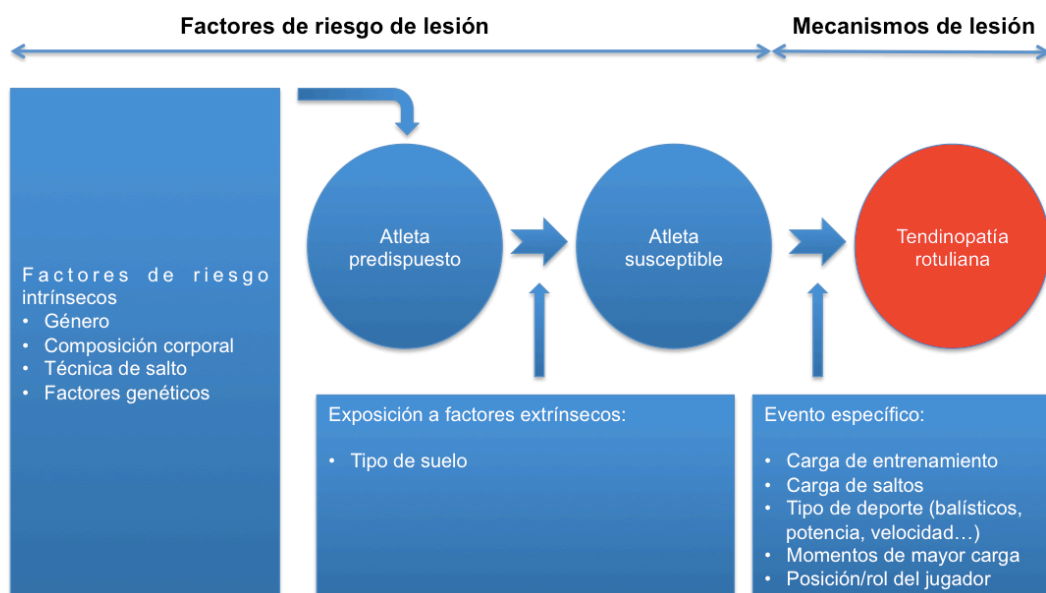 Factores de riesgo de lesión
Mecanismos de lesión
Factores de riesgo
intrínsecos
• Género
• Composición corporal
• Técnica de salto
• Factores genéticos
Atleta
predispuesto
Atleta
susceptible
Tendinopatía
rotuliana
Exposición a factores extrínsecos:
• Tipo de suelo
Evento específico:
• Carga de entrenamiento
• Carga de saltos
• Tipo de deporte (balísticos,
potencia, velocidad…)
• Momentos de mayor carga
• Posición/rol del jugador